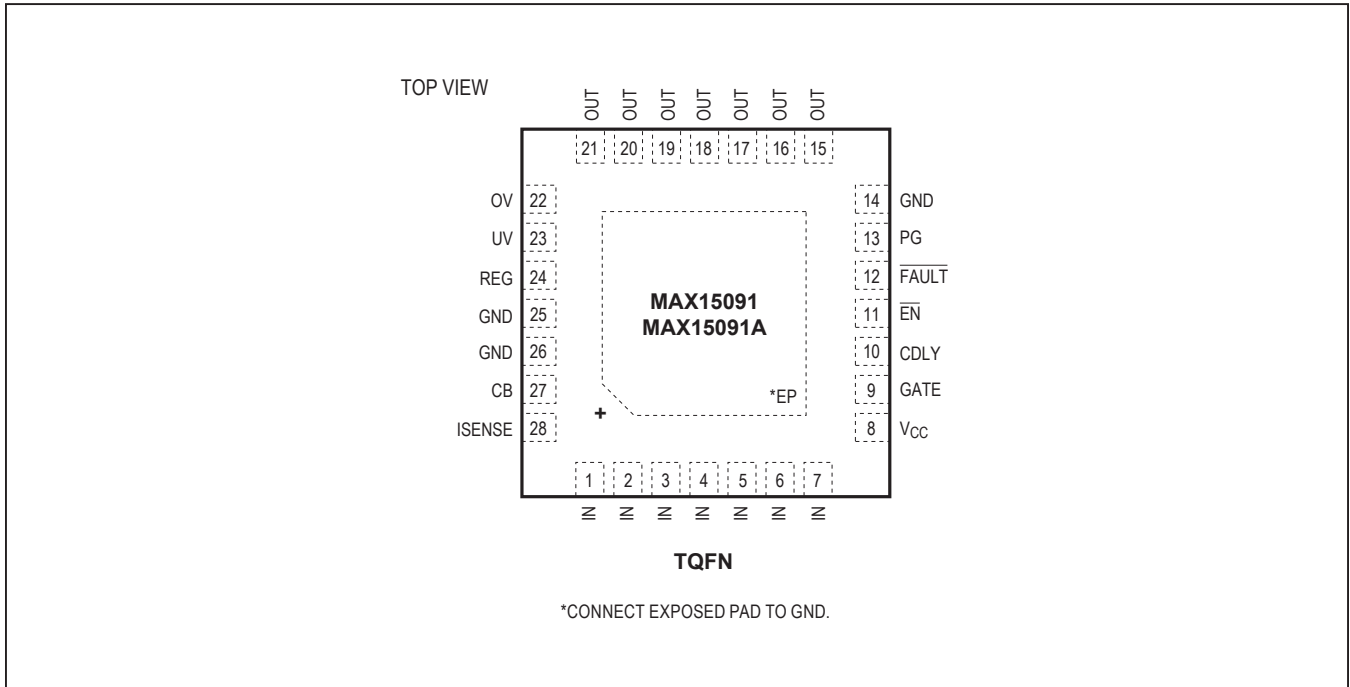 TOP VIEW
OUT OUT OUT OUT OUT OUT OUT
21 20 19 18 17 16 15
OV 22
UV 23
REG 24
GND 25
GND 26
CB 27
ISENSE 28
14 GND
13 PG
12 F̅A̅U̅L̅T̅
11 E̅N̅
10 CDLY
9 GATE
8 VCC
MAX15091
MAX15091A
*EP
+
1 2 3 4 5 6 7
IN IN IN IN IN IN IN
TQFN
*CONNECT EXPOSED PAD TO GND.